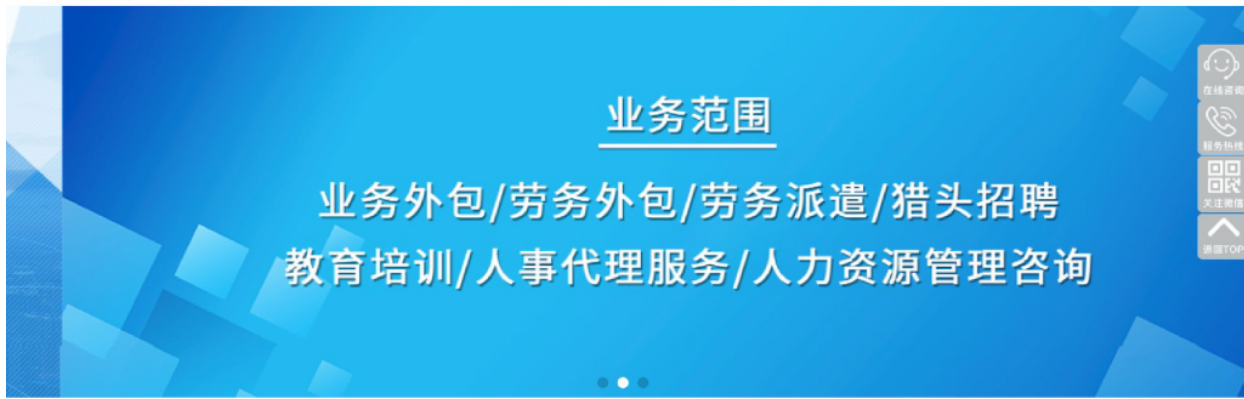 业务范围
业务外包/劳务外包/劳务派遣/猎头招聘
教育培训/人事代理服务/人力资源管理咨询
在线咨询
服务热线
关注微信
返回TOP